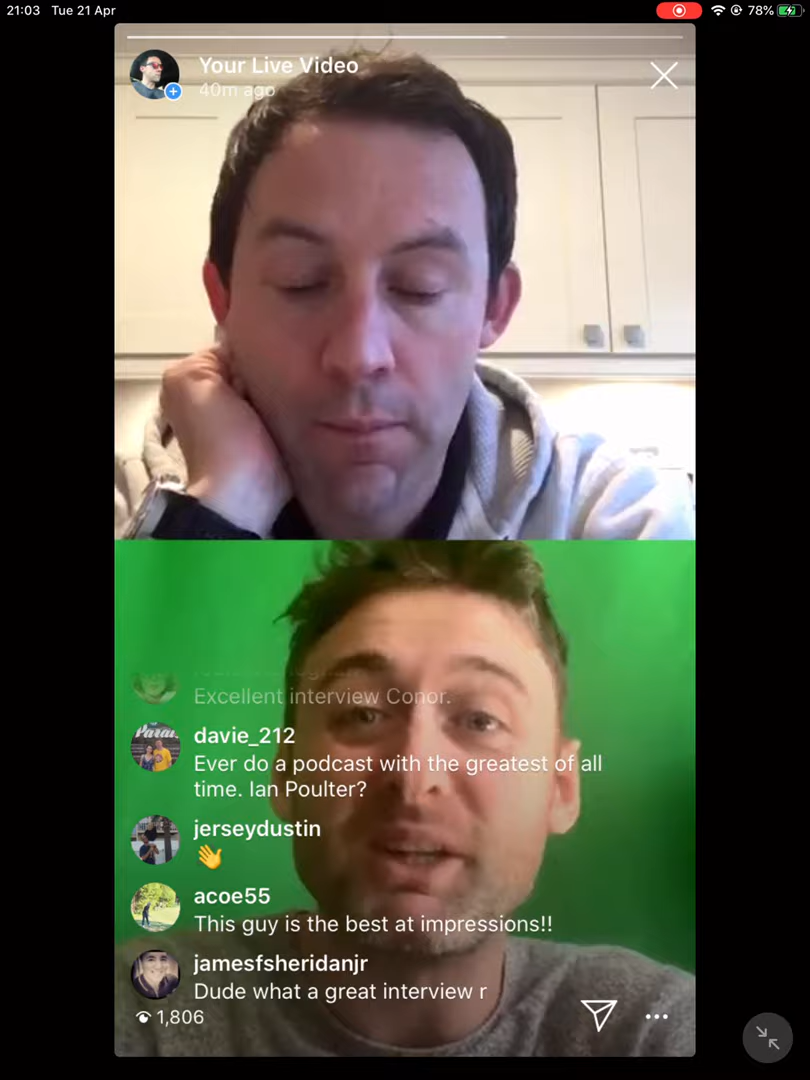 21:03 Tue 21 Apr
78%
Your Live Video
40m ago
Excellent interview Conor.
davie_212
Ever do a podcast with the greatest of all
time. Ian Poulter?
jerseydustin
acoe55
This guy is the best at impressions!!
jamesfsheridanjr
Dude what a great interview r
1,806